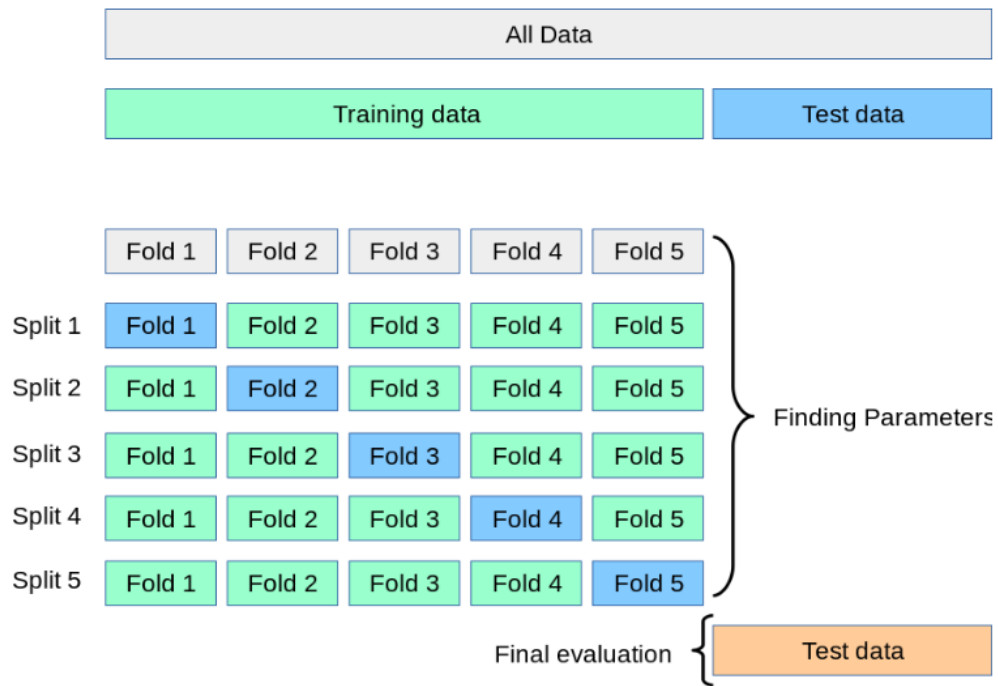 All Data
Training data Test data
Fold 1 Fold 2 Fold 3 Fold 4 Fold 5
Split 1 Fold 1 Fold 2 Fold 3 Fold 4 Fold 5
Split 2 Fold 1 Fold 2 Fold 3 Fold 4 Fold 5
Finding Parameters
Split 3 Fold 1 Fold 2 Fold 3 Fold 4 Fold 5
Split 4 Fold 1 Fold 2 Fold 3 Fold 4 Fold 5
Split 5 Fold 1 Fold 2 Fold 3 Fold 4 Fold 5
Final evaluation Test data